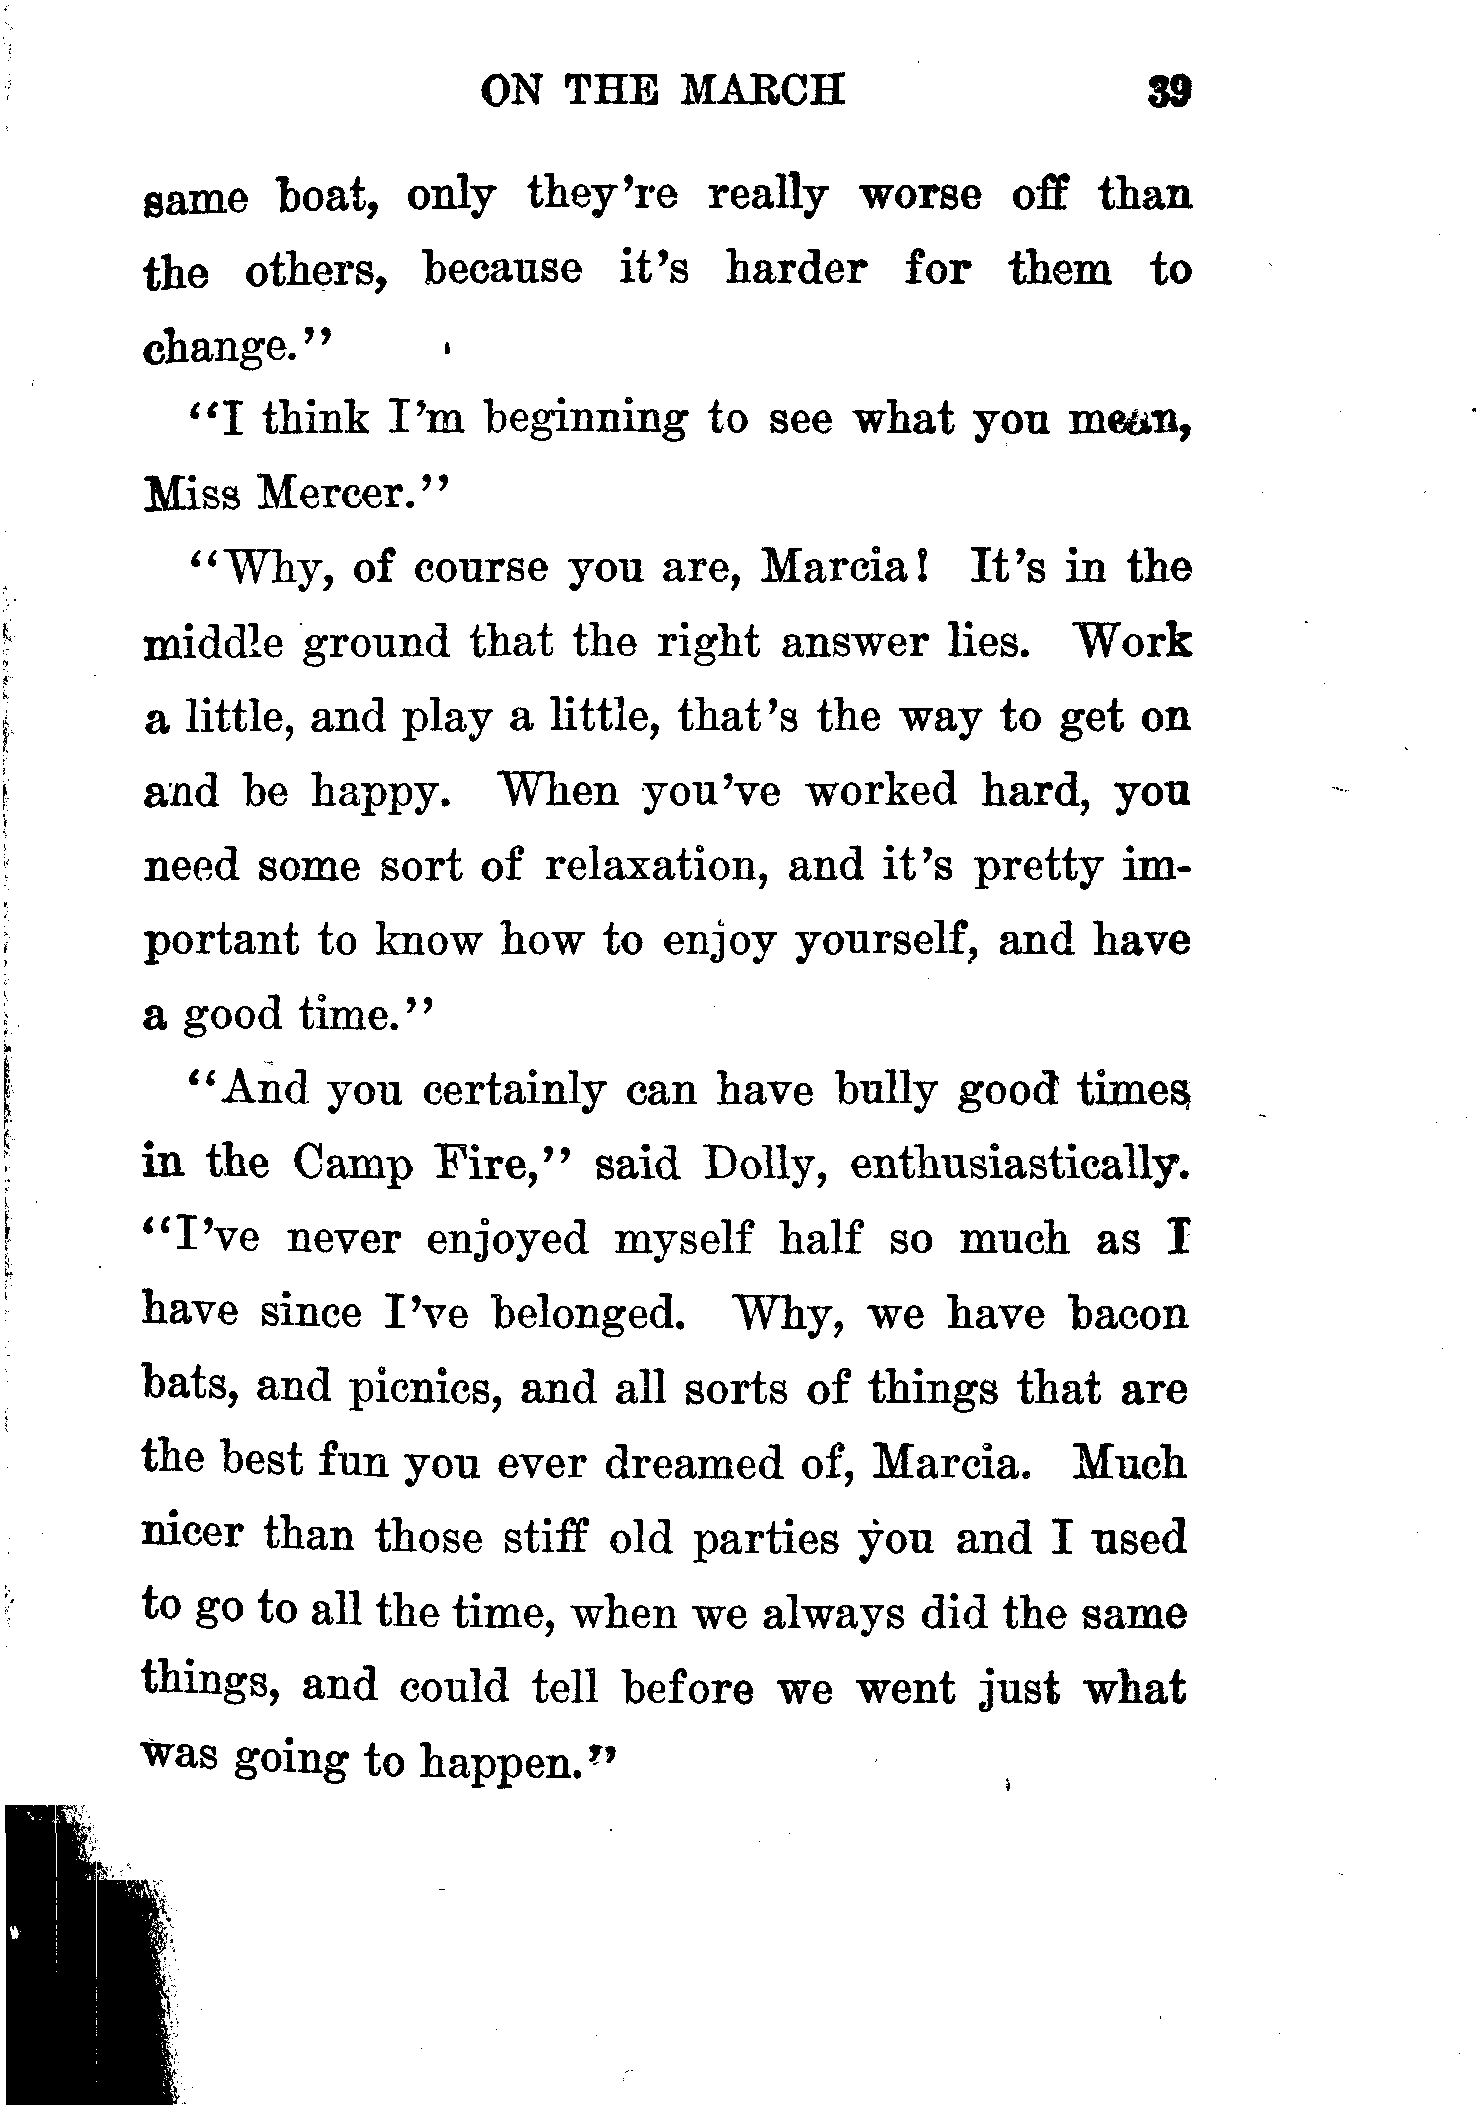 ON THE MARCH 39
same boat, only they're really worse off than
the others, because it's harder for them to
change."
"I think I'm beginning to see what you mean,
Miss Mercer."
"Why, of course you are, Marcia! It's in the
middle ground that the right answer lies. Work
a little, and play a little, that's the way to get on
and be happy. When you've worked hard, you
need some sort of relaxation, and it's pretty im-
portant to know how to enjoy yourself, and have
a good time."
"And you certainly can have bully good times
in the Camp Fire," said Dolly, enthusiastically.
"I've never enjoyed myself half so much as I
have since I've belonged. Why, we have bacon
bats, and picnics, and all sorts of things that are
the best fun you ever dreamed of, Marcia. Much
nicer than those stiff old parties you and I used
to go to all the time, when we always did the same
things, and could tell before we went just what
was going to happen."